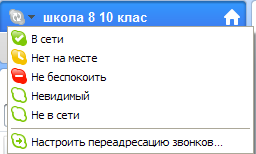 школа 8 10 клас
В сети
Нет на месте
Не беспокоить
Невидимый
Не в сети
Настроить переадресацию звонков...